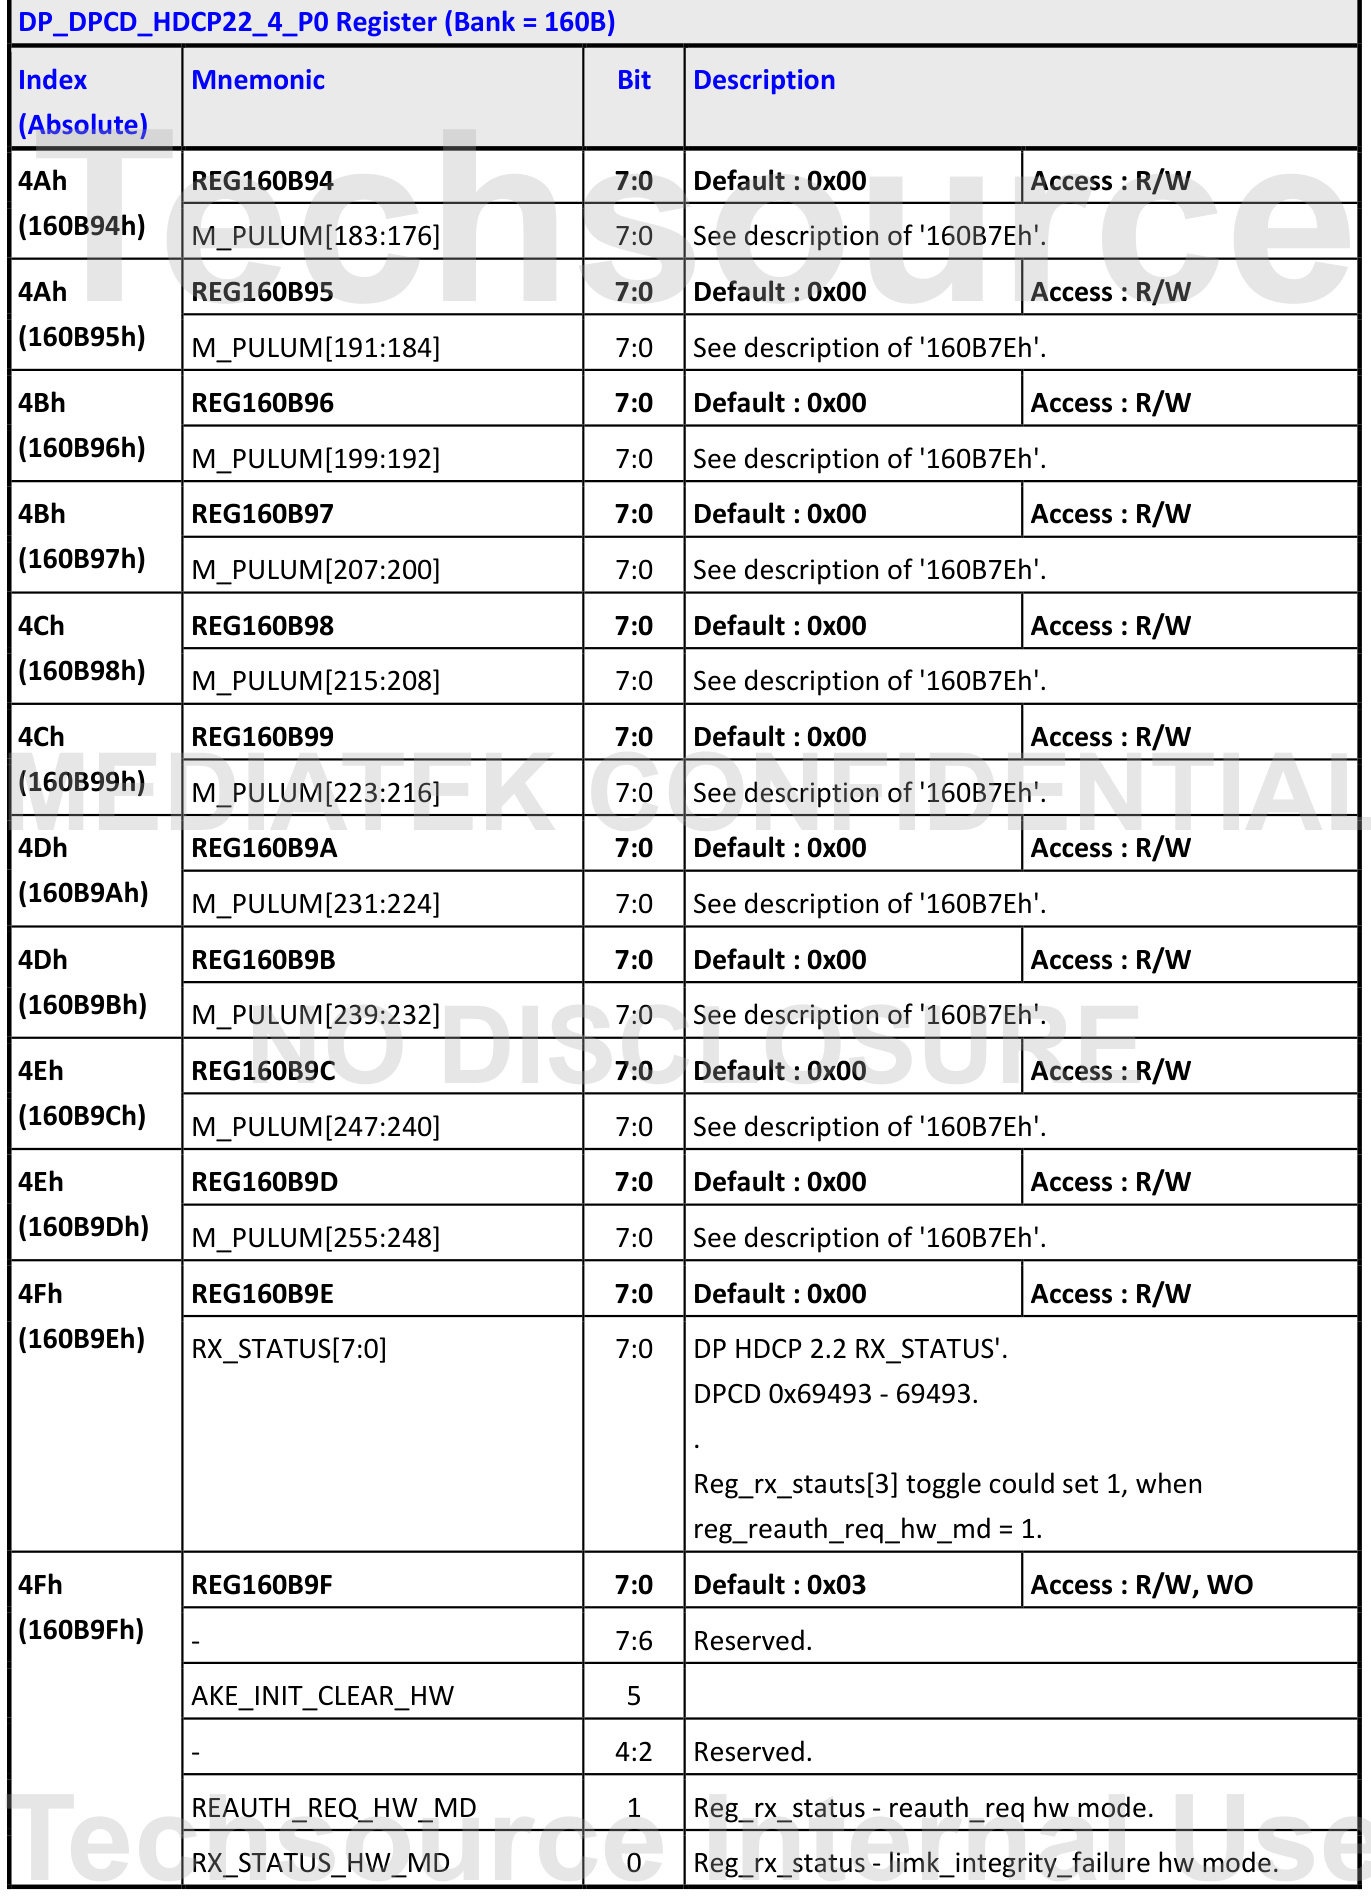 DP_DPCD_HDCP22_4_P0 Register (Bank = 160B)
Index (Absolute) Mnemonic Bit Description
4Ah (160B94h) REG160B94 7:0 Default : 0x00 Access : R/W
M_PULUM[183:176] 7:0 See description of '160B7Eh'.
4Ah (160B95h) REG160B95 7:0 Default : 0x00 Access : R/W
M_PULUM[191:184] 7:0 See description of '160B7Eh'.
4Bh (160B96h) REG160B96 7:0 Default : 0x00 Access : R/W
M_PULUM[199:192] 7:0 See description of '160B7Eh'.
4Bh (160B97h) REG160B97 7:0 Default : 0x00 Access : R/W
M_PULUM[207:200] 7:0 See description of '160B7Eh'.
4Ch (160B98h) REG160B98 7:0 Default : 0x00 Access : R/W
M_PULUM[215:208] 7:0 See description of '160B7Eh'.
4Ch (160B99h) REG160B99 7:0 Default : 0x00 Access : R/W
M_PULUM[223:216] 7:0 See description of '160B7Eh'.
4Dh (160B9Ah) REG160B9A 7:0 Default : 0x00 Access : R/W
M_PULUM[231:224] 7:0 See description of '160B7Eh'.
4Dh (160B9Bh) REG160B9B 7:0 Default : 0x00 Access : R/W
M_PULUM[239:232] 7:0 See description of '160B7Eh'.
4Eh (160B9Ch) REG160B9C 7:0 Default : 0x00 Access : R/W
M_PULUM[247:240] 7:0 See description of '160B7Eh'.
4Eh (160B9Dh) REG160B9D 7:0 Default : 0x00 Access : R/W
M_PULUM[255:248] 7:0 See description of '160B7Eh'.
4Fh (160B9Eh) REG160B9E 7:0 Default : 0x00 Access : R/W
RX_STATUS[7:0] 7:0 DP HDCP 2.2 RX_STATUS'.
DPCD 0x69493 - 69493.
.
Reg_rx_stauts[3] toggle could set 1, when
reg_reauth_req_hw_md = 1.
4Fh (160B9Fh) REG160B9F 7:0 Default : 0x03 Access : R/W, WO
- 7:6 Reserved.
AKE_INIT_CLEAR_HW 5
- 4:2 Reserved.
REAUTH_REQ_HW_MD 1 Reg_rx_status - reauth_req hw mode.
RX_STATUS_HW_MD 0 Reg_rx_status - limk_integrity_failure hw mode.
Techsource
MEDIATEK CONFIDENTIAL
NO DISCLOSURE
Techsource Internal Use